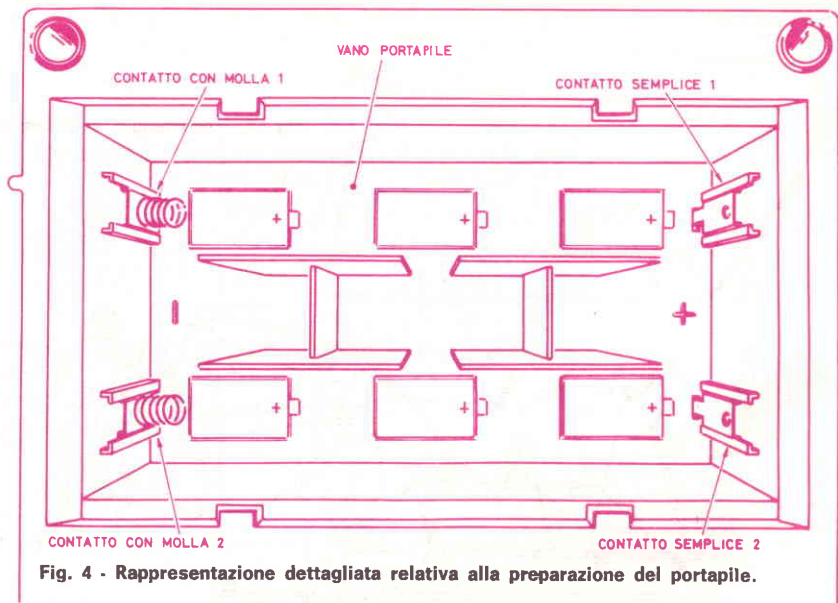 VANO PORTAPILE
CONTATTO CON MOLLA 1
CONTATTO SEMPLICE 1
+ + +
- +
+ + +
CONTATTO CON MOLLA 2
CONTATTO SEMPLICE 2
Fig. 4 - Rappresentazione dettagliata relativa alla preparazione del portapile.